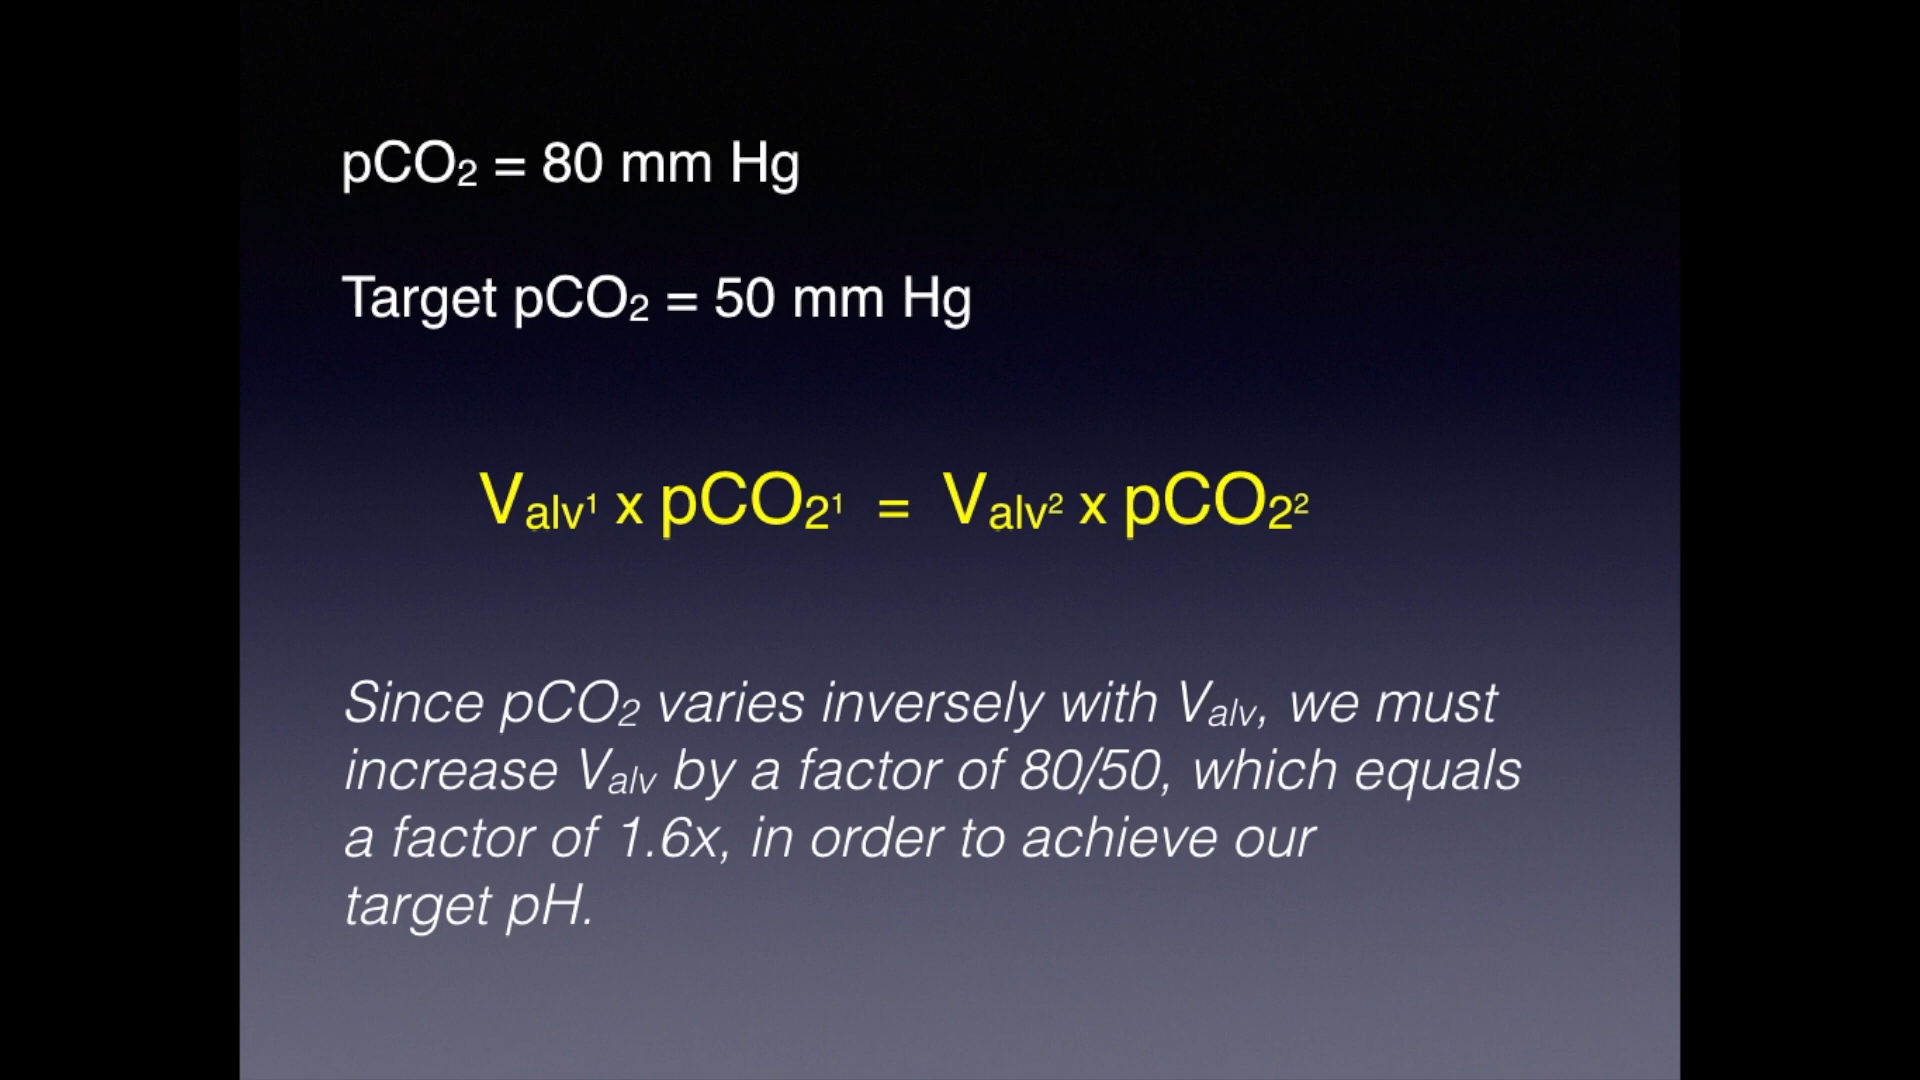 pCO₂ = 80 mm Hg
Target pCO₂ = 50 mm Hg
Valv¹ x pCO₂¹ = Valv² x pCO₂²
Since pCO₂ varies inversely with Valv, we must
increase Valv by a factor of 80/50, which equals
a factor of 1.6x, in order to achieve our
target pH.